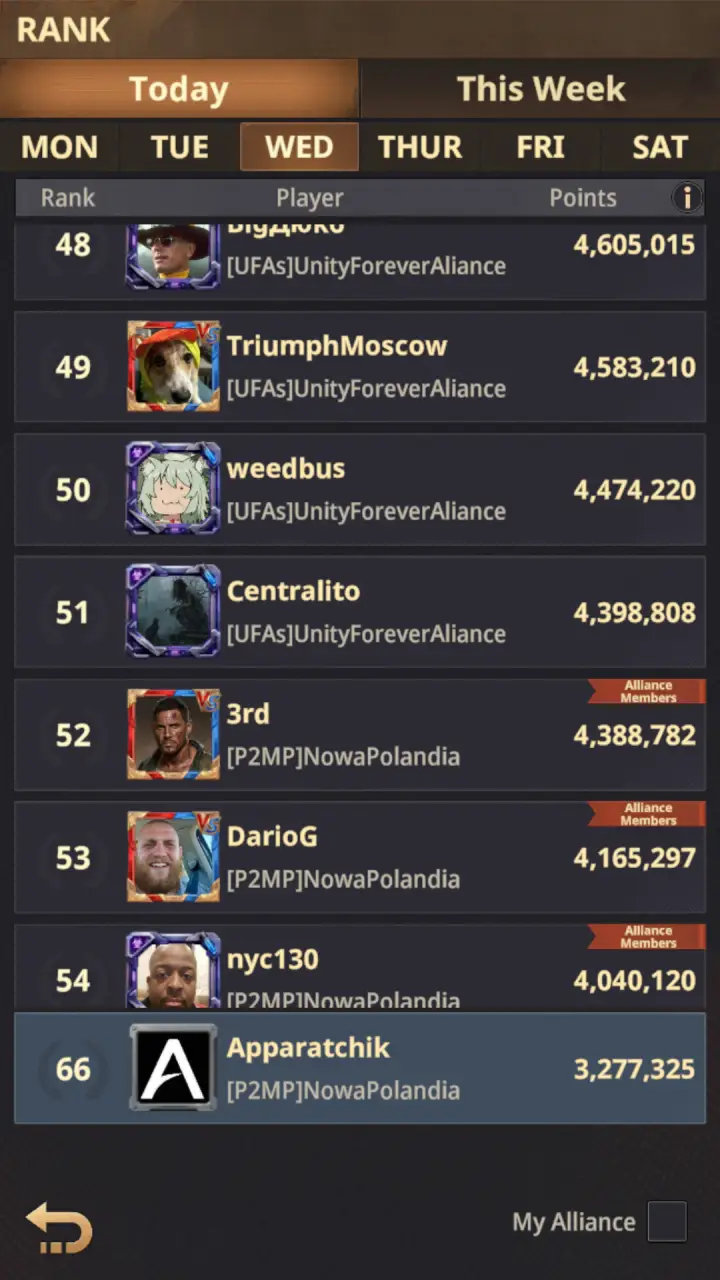 RANK
Today
This Week
MON
TUE
WED
THUR
FRI
SAT
Rank
Player
Points
48
[UFAs]UnityForeverAliance
4,605,015
49
TriumphMoscow
[UFAs]UnityForeverAliance
4,583,210
50
weedbus
[UFAs]UnityForeverAliance
4,474,220
51
Centralito
[UFAs]UnityForeverAliance
4,398,808
Alliance
Members
52
3rd
[P2MP]NowaPolandia
4,388,782
Alliance
Members
53
DarioG
[P2MP]NowaPolandia
4,165,297
Alliance
Members
54
nyc130
[P2MP]NowaPolandia
4,040,120
66
Apparatchik
[P2MP]NowaPolandia
3,277,325
My Alliance